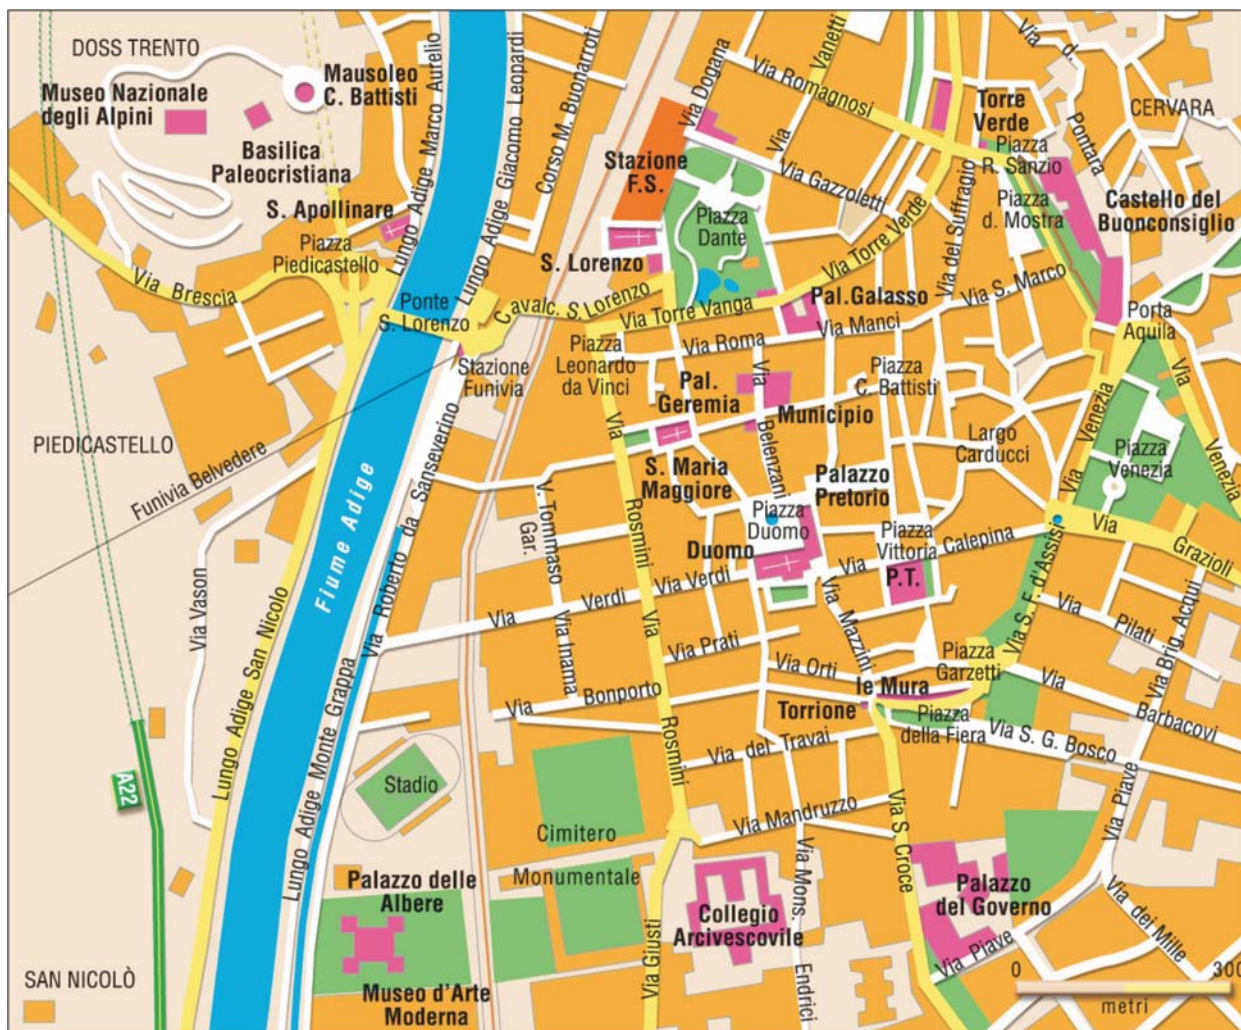 DOSS TRENTO
Museo Nazionale
degli Alpini
Mausoleo
C. Battisti
Basilica
Paleocristiana
S. Apollinare
Piazza
Piedicastello
Via Brescia
Lungo Adige Marco Aurelio
Lungo Adige Giacomo Leopardi
Corso M. Buonarroti
Ponte
S. Lorenzo
Cavalc. S. Lorenzo
Stazione
Funivia
Stazione
F.S.
S. Lorenzo
Via Dogana
Via Romagnosi
Via Vanetti
Via Gazzoletti
Piazza
Dante
Via Torre Verde
Via Torre Vanga
Torre
Verde
Piazza
R. Sanzio
Piazza
d. Mostra
Via del Suffragio
Via d. Pontara
CERVARA
Castello del
Buonconsiglio
Pal.Galasso
Via S. Marco
Via Manci
Via Roma
Porta
Aquila
Piazza
Leonardo
da Vinci
Pal.
Geremia
Via Belenzani
Municipio
Piazza
C. Battisti
Largo
Carducci
Via Venezia
Piazza
Venezia
Via Venezia
PIEDICASTELLO
Funivia Belvedere
Fiume Adige
Via Roberto da Sanseverino
V. Tommaso
Gar.
S. Maria
Maggiore
Palazzo
Pretorio
Piazza
Duomo
Duomo
Piazza
Vittoria
P.T.
Via Calepina
Via Grazioli
Via Rosmini
Via Rosmini
Via Verdi
Via Verdi
Via Vason
Lungo Adige San Nicolo
Via Inama
Via Prati
Via Mazzini
Via Orti
Via S. F. d'Assisi
Via Pilati
Via Brig. Acqui
Piazza
Garzetti
le Mura
Torrione
Piazza
della Fiera
Via Barbacovi
Via S. G. Bosco
Via Bonporto
Via del Travai
Lungo Adige Monte Grappa
A22
Stadio
Cimitero
Monumentale
Via Mandruzzo
Via S. Croce
Via Piave
Palazzo delle
Albere
Museo d'Arte
Moderna
Via Giusti
Collegio
Arcivescovile
Via Mons. Endrici
Palazzo
del Governo
Via Piave
Via dei Mille
SAN NICOLÒ
0 300
metri